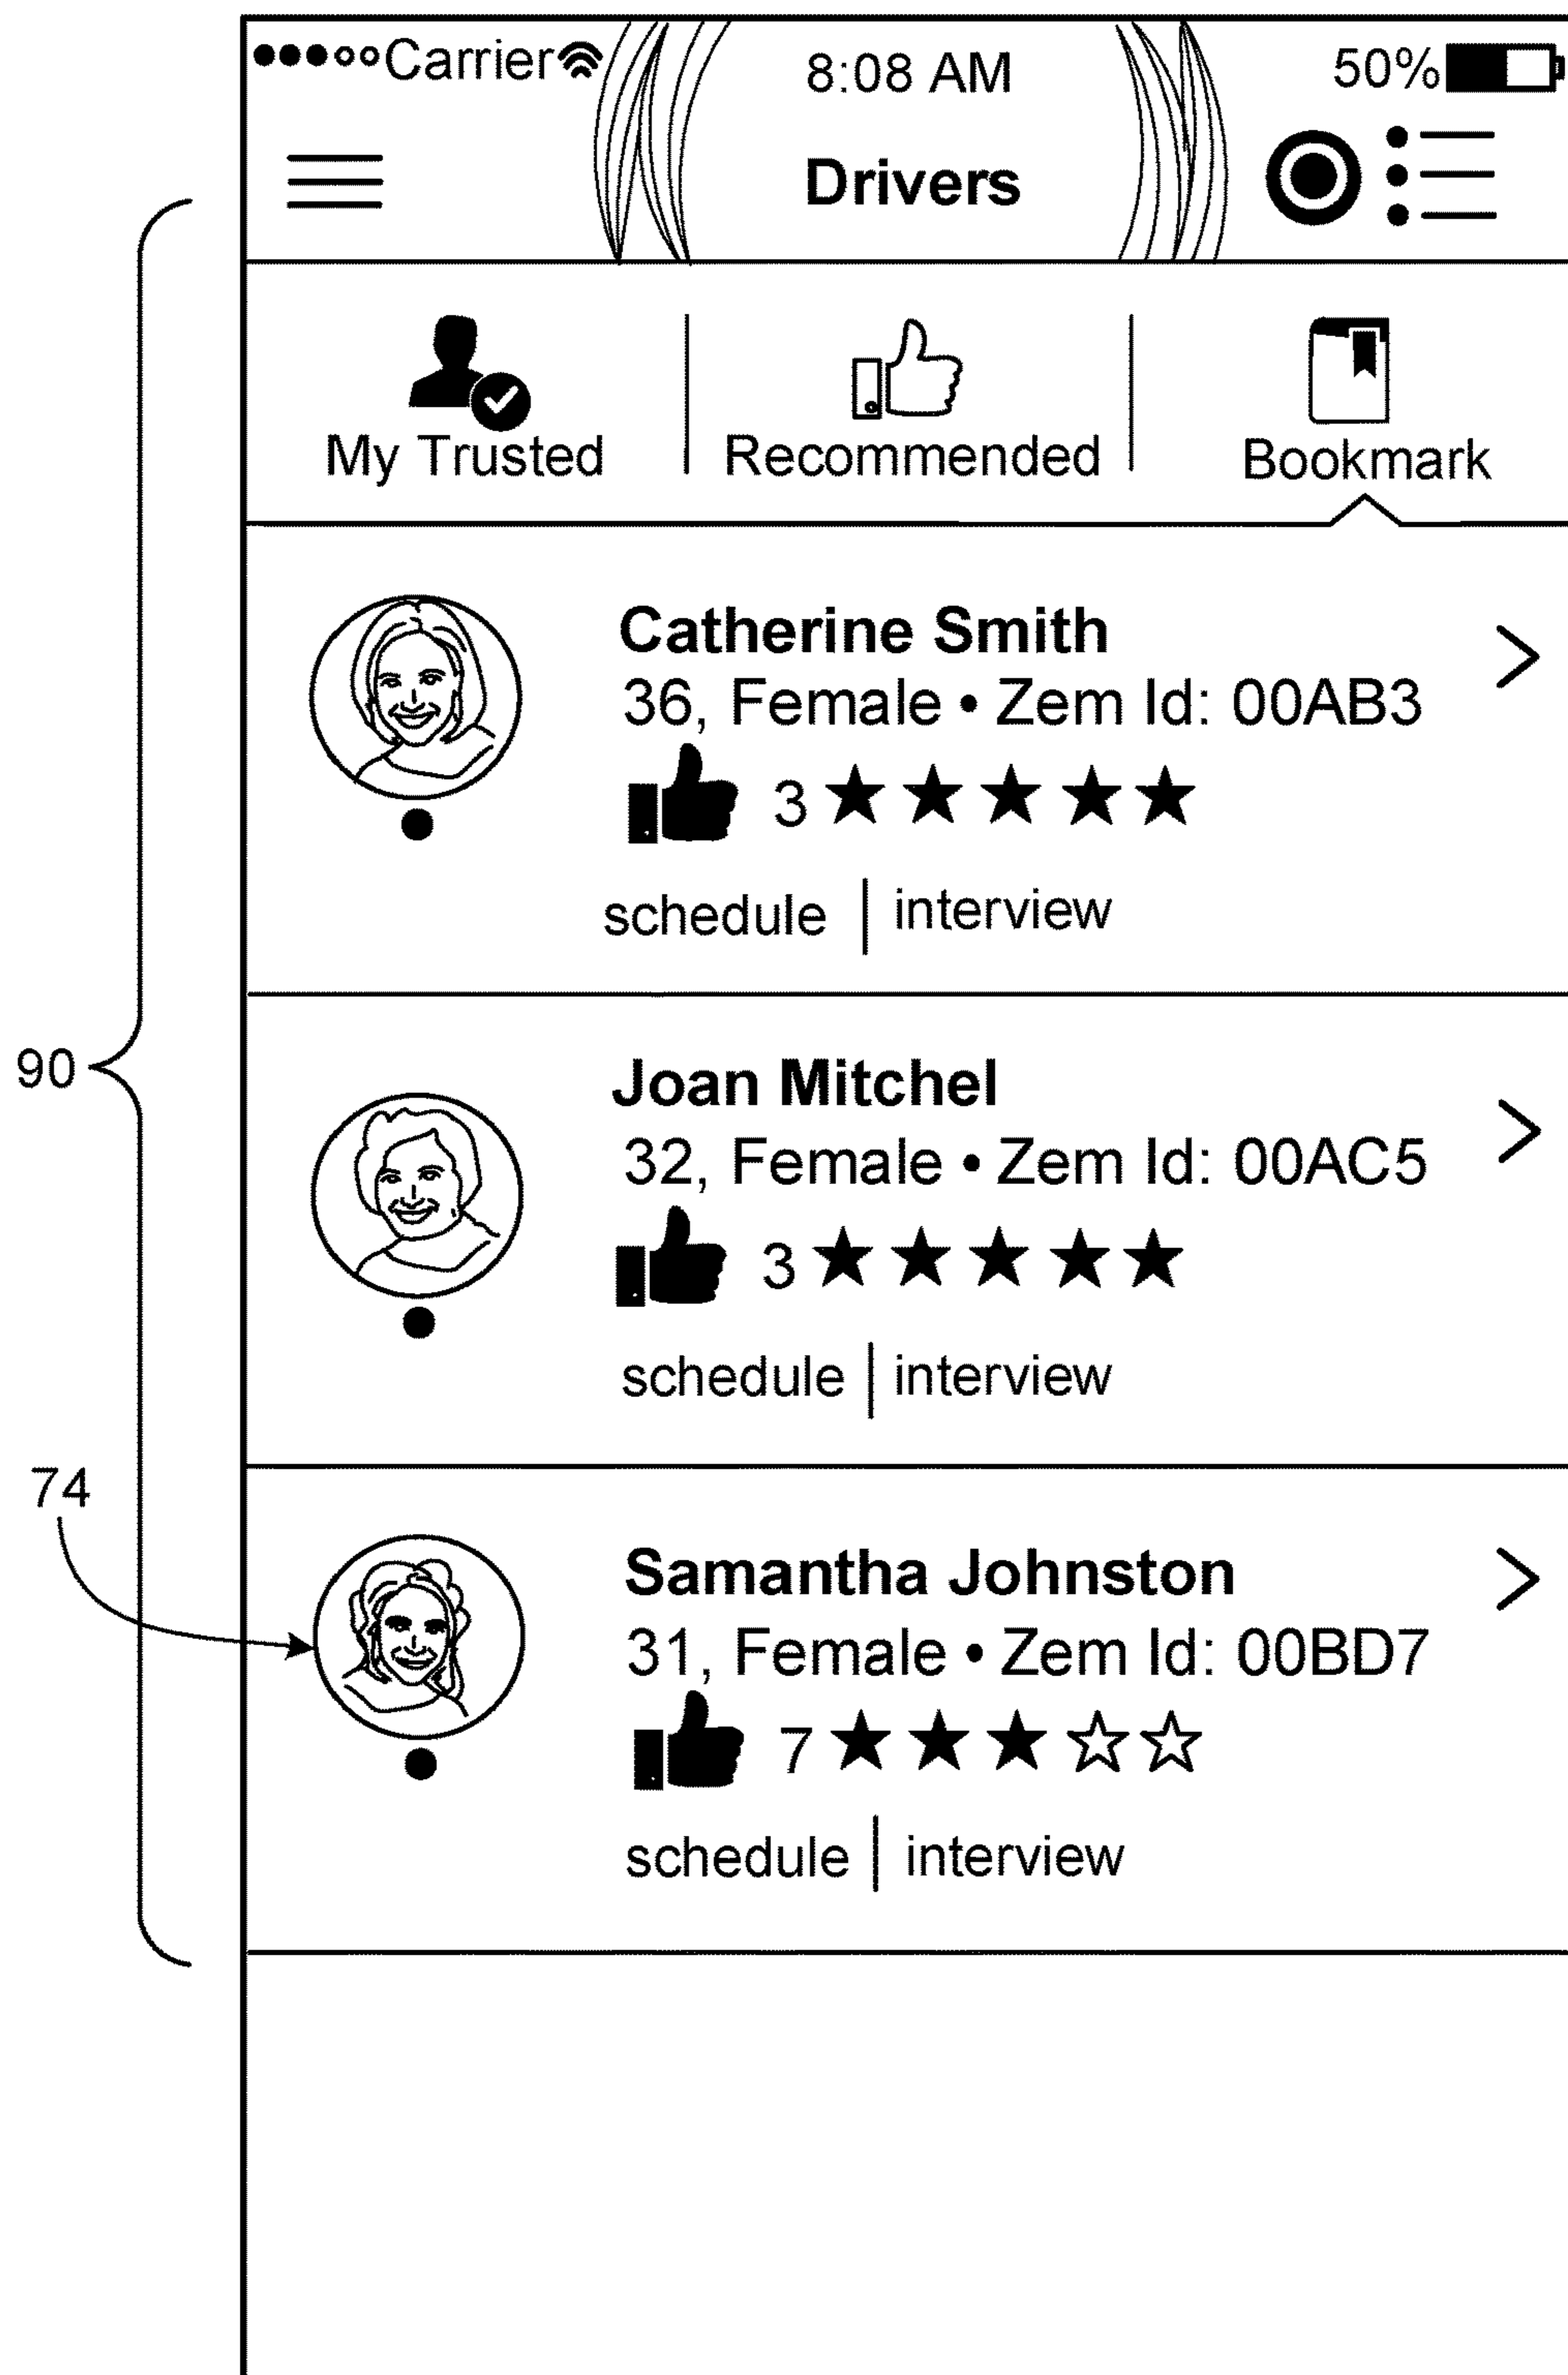 Carrier 8:08 AM 50%
Drivers
My Trusted Recommended Bookmark
Catherine Smith
36, Female • Zem Id: 00AB3
3
schedule | interview
90
Joan Mitchel
32, Female • Zem Id: 00AC5
3
schedule | interview
74
Samantha Johnston
31, Female • Zem Id: 00BD7
7
schedule | interview